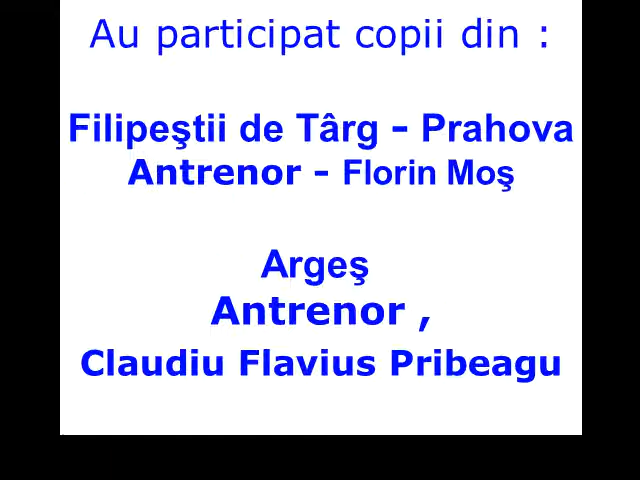 Au participat copii din :
Filipeştii de Târg - Prahova
Antrenor - Florin Moş
Argeş
Antrenor ,
Claudiu Flavius Pribeagu